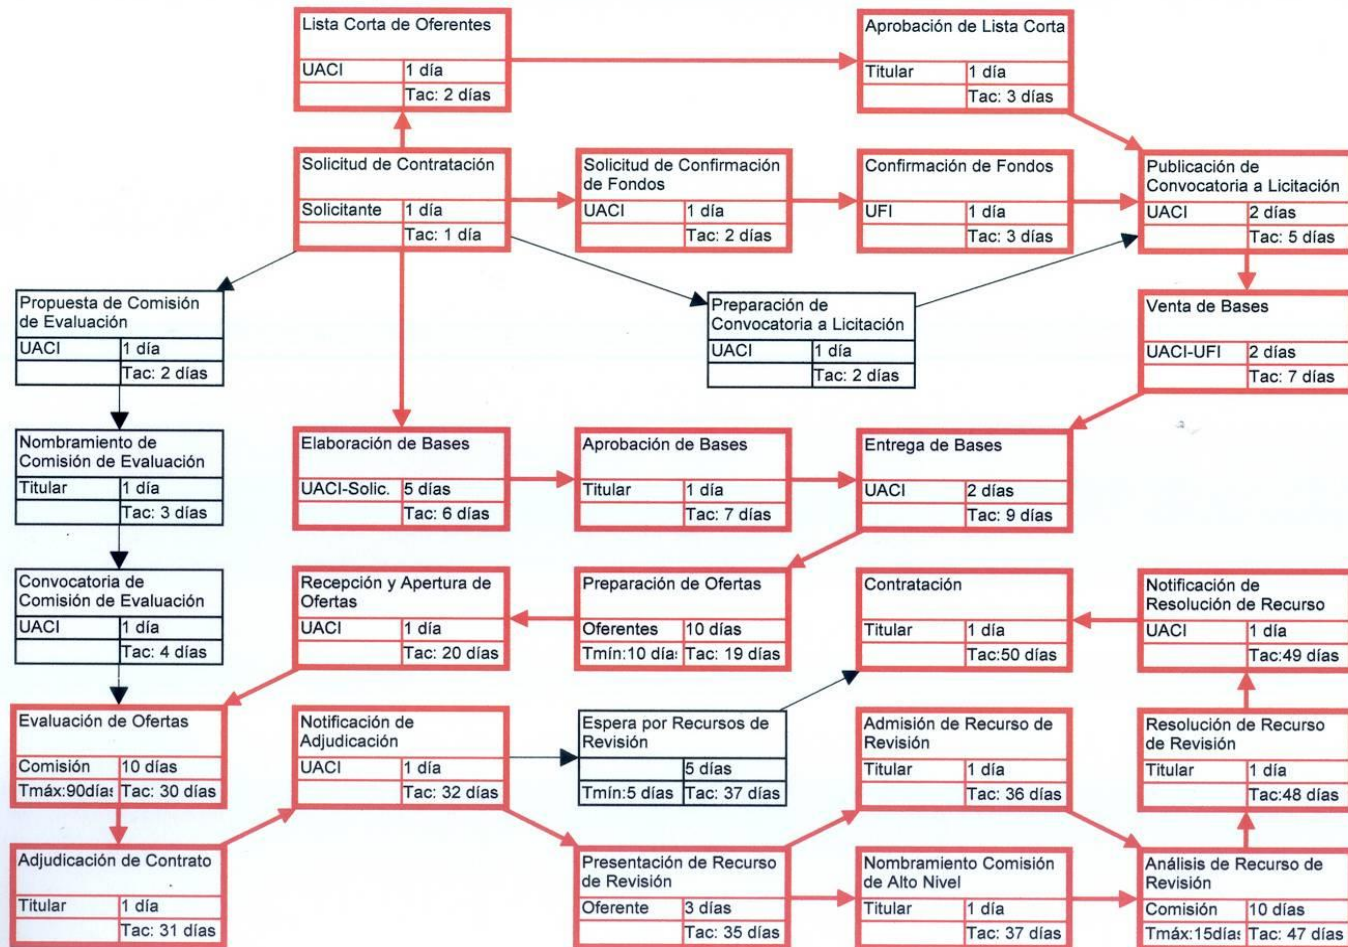 Lista Corta de Oferentes
UACI 1 día
Tac: 2 días
Aprobación de Lista Corta
Titular 1 día
Tac: 3 días
Solicitud de Contratación
Solicitante 1 día
Tac: 1 día
Solicitud de Confirmación
de Fondos
UACI 1 día
Tac: 2 días
Confirmación de Fondos
UFI 1 día
Tac: 3 días
Publicación de
Convocatoria a Licitación
UACI 2 días
Tac: 5 días
Propuesta de Comisión
de Evaluación
UACI 1 día
Tac: 2 días
Preparación de
Convocatoria a Licitación
UACI 1 día
Tac: 2 días
Venta de Bases
UACI-UFI 2 días
Tac: 7 días
Nombramiento de
Comisión de Evaluación
Titular 1 día
Tac: 3 días
Elaboración de Bases
UACI-Solic. 5 días
Tac: 6 días
Aprobación de Bases
Titular 1 día
Tac: 7 días
Entrega de Bases
UACI 2 días
Tac: 9 días
Convocatoria de
Comisión de Evaluación
UACI 1 día
Tac: 4 días
Recepción y Apertura de
Ofertas
UACI 1 día
Tac: 20 días
Preparación de Ofertas
Oferentes 10 días
Tmín:10 días Tac: 19 días
Contratación
Titular 1 día
Tac:50 días
Notificación de
Resolución de Recurso
UACI 1 día
Tac:49 días
Evaluación de Ofertas
Comisión 10 días
Tmáx:90días Tac: 30 días
Notificación de
Adjudicación
UACI 1 día
Tac: 32 días
Espera por Recursos de
Revisión
5 días
Tmín:5 días Tac: 37 días
Admisión de Recurso de
Revisión
Titular 1 día
Tac: 36 días
Resolución de Recurso
de Revisión
Titular 1 día
Tac:48 días
Adjudicación de Contrato
Titular 1 día
Tac: 31 días
Presentación de Recurso
de Revisión
Oferente 3 días
Tac: 35 días
Nombramiento Comisión
de Alto Nivel
Titular 1 día
Tac: 37 días
Análisis de Recurso de
Revisión
Comisión 10 días
Tmáx:15días Tac: 47 días